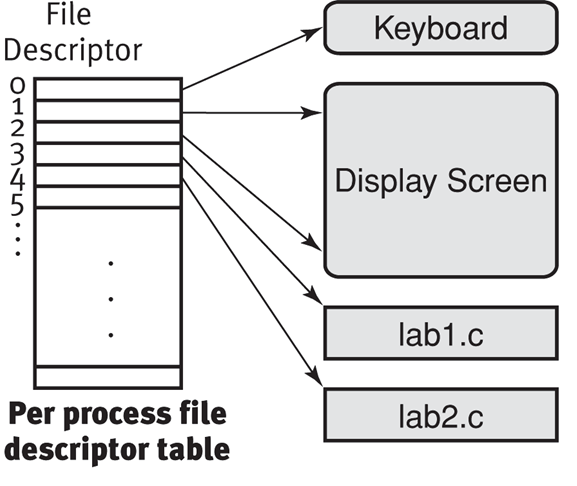 File
Descriptor
0
1
2
3
4
5
Keyboard
Display Screen
lab1.c
lab2.c
Per process file
descriptor table